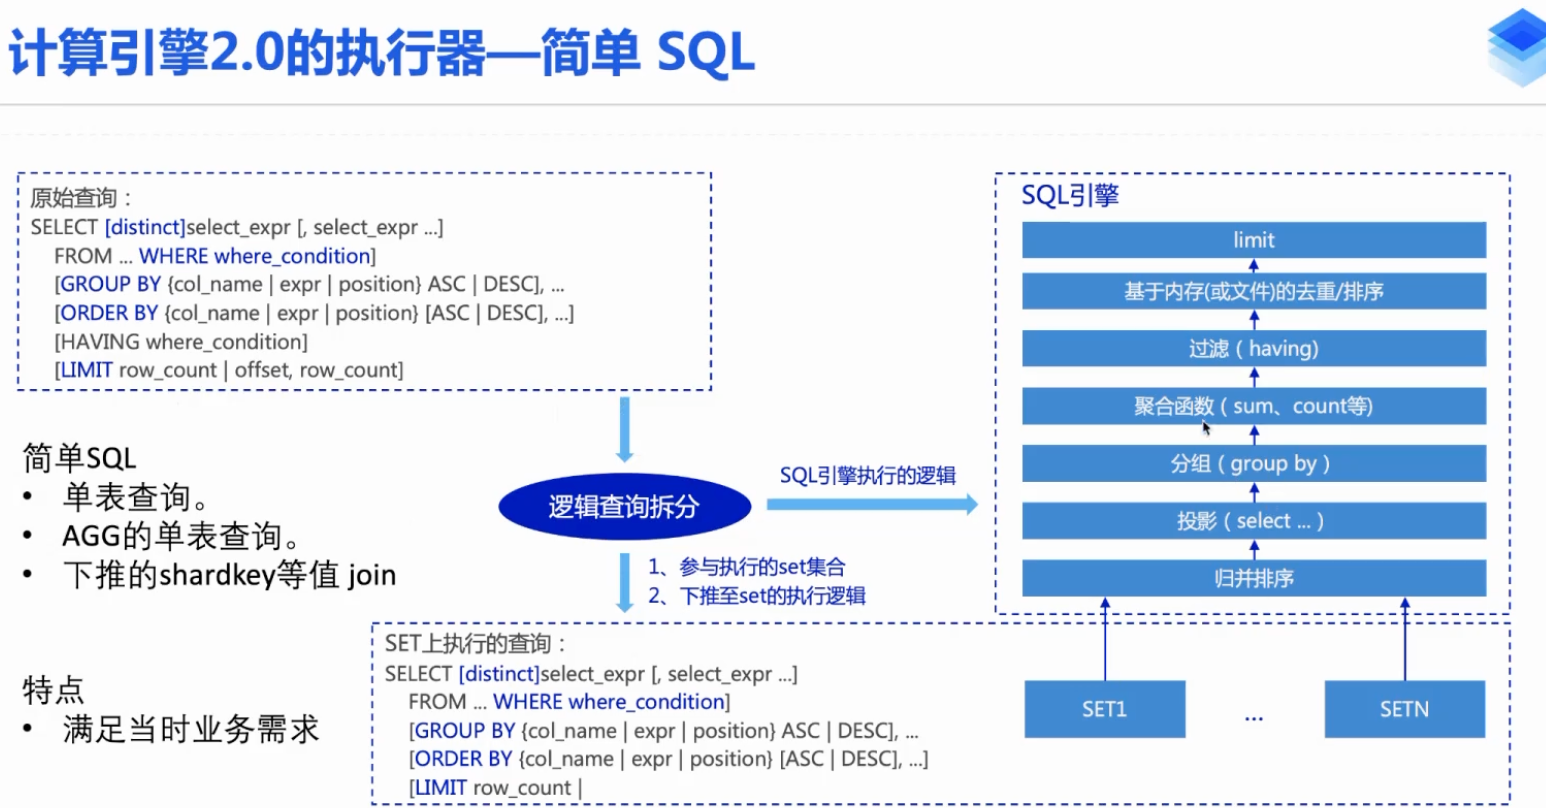 计算引擎2.0的执行器—简单 SQL
原始查询：
SELECT [distinct]select_expr [, select_expr ...]
FROM ... WHERE where_condition]
[GROUP BY {col_name | expr | position} ASC | DESC], ...
[ORDER BY {col_name | expr | position} [ASC | DESC], ...]
[HAVING where_condition]
[LIMIT row_count | offset, row_count]
简单SQL
• 单表查询。
• AGG的单表查询。
• 下推的shardkey等值 join
特点
• 满足当时业务需求
逻辑查询拆分
SQL引擎执行的逻辑
1、参与执行的set集合
2、下推至set的执行逻辑
SQL引擎
limit
基于内存(或文件)的去重/排序
过滤（having)
聚合函数（sum、count等)
分组（group by）
投影（select ...）
归并排序
SET上执行的查询：
SELECT [distinct]select_expr [, select_expr ...]
FROM ... WHERE where_condition]
[GROUP BY {col_name | expr | position} ASC | DESC], ...
[ORDER BY {col_name | expr | position} [ASC | DESC], ...]
[LIMIT row_count |
SET1
...
SETN